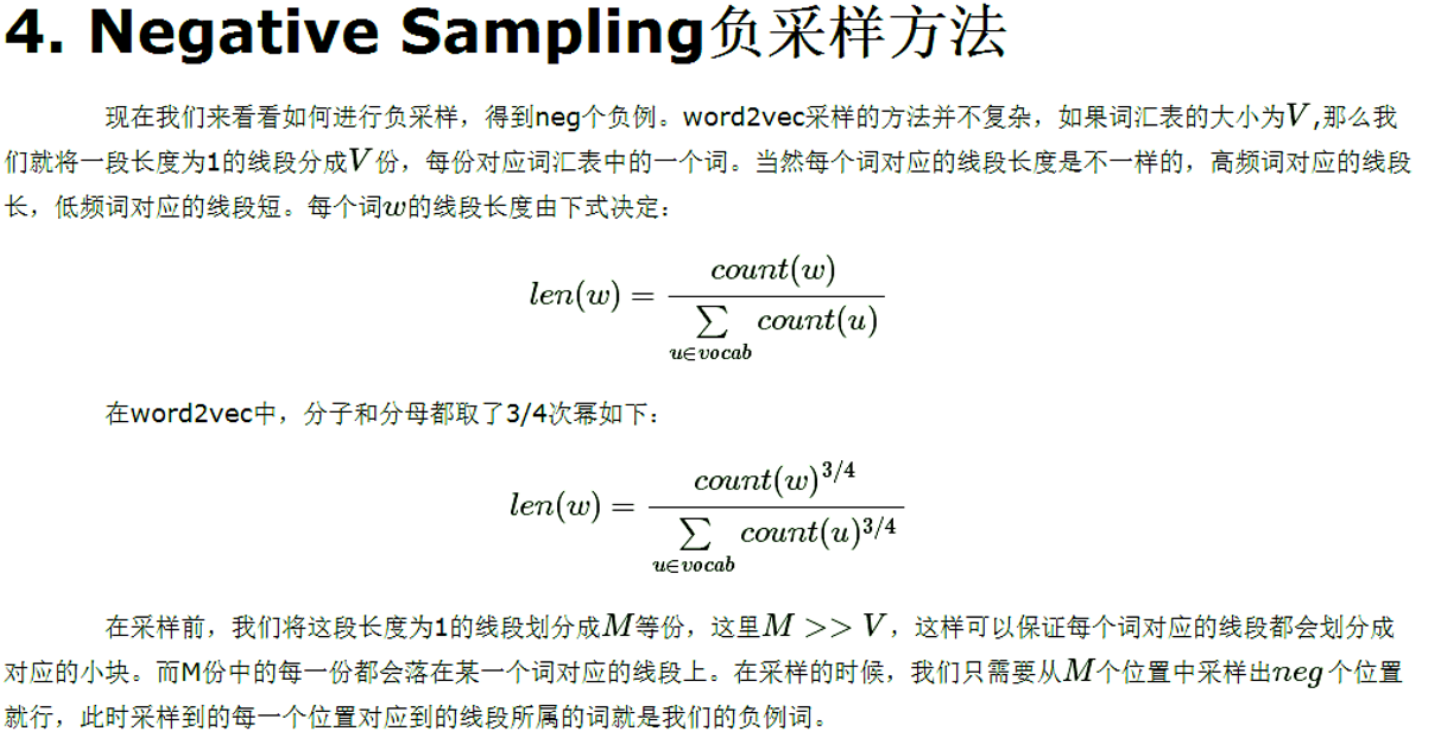 4. Negative Sampling负采样方法
现在我们来看看如何进行负采样，得到neg个负例。word2vec采样的方法并不复杂，如果词汇表的大小为V,那么我
们就将一段长度为1的线段分成V份，每份对应词汇表中的一个词。当然每个词对应的线段长度是不一样的，高频词对应的线段
长，低频词对应的线段短。每个词w的线段长度由下式决定：
len(w) = count(w) / ∑_{u∈vocab} count(u)
在word2vec中，分子和分母都取了3/4次幂如下：
len(w) = count(w)^{3/4} / ∑_{u∈vocab} count(u)^{3/4}
在采样前，我们将这段长度为1的线段划分成M等份，这里M >> V，这样可以保证每个词对应的线段都会划分成
对应的小块。而M份中的每一份都会落在某一个词对应的线段上。在采样的时候，我们只需要从M个位置中采样出neg个位置
就行，此时采样到的每一个位置对应到的线段所属的词就是我们的负例词。